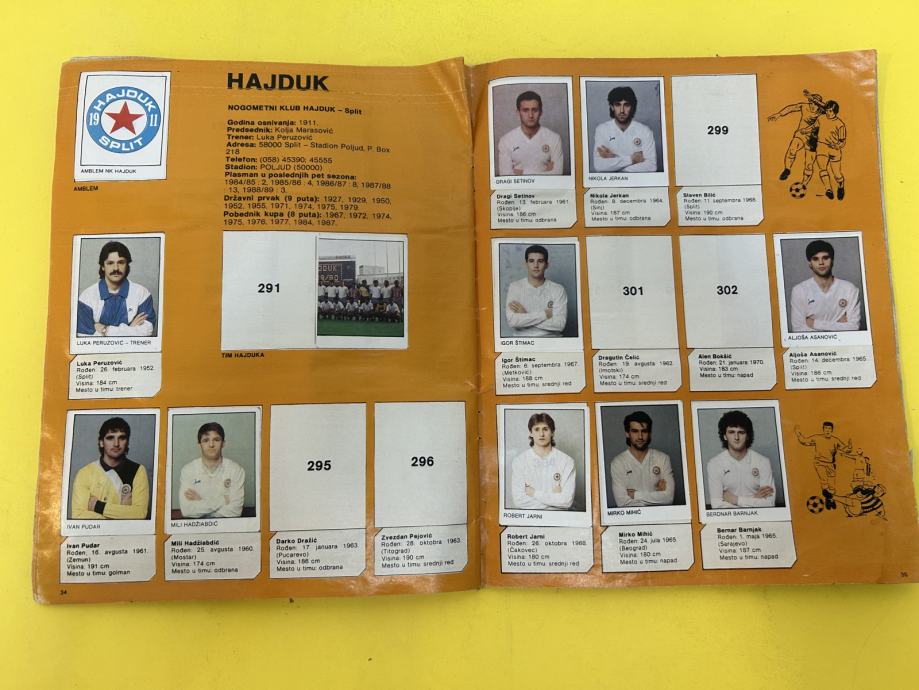 HAJDUK
HAJDUK
19 11
SPLIT
AMBLEM NK HAJDUK
AMBLEM
NOGOMETNI KLUB HAJDUK – Split
Godina osnivanja: 1911.
Predsednik: Kolja Marasović
Trener: Luka Peruzović
Adresa: 58000 Split – Stadion Poljud, P. Box
218
Telefon: (058) 45390; 45555
Stadion: POLJUD (50000)
Plasman u poslednjih pet sezona:
1984/85 : 2, 1985/86 : 4, 1986/87 : 8, 1987/88
: 13, 1988/89 : 3.
Državni prvak (9 puta): 1927, 1929, 1950,
1952, 1955, 1971, 1974, 1975, 1979.
Pobednik kupa (8 puta): 1967, 1972, 1974,
1975, 1976, 1977, 1984, 1987.
LUKA PERUZOVIĆ – TRENER
Luka Peruzović
Rođen: 26. februara 1952.
(Split)
Visina: 184 cm
Mesto u timu: trener
291
TIM HAJDUKA
IVAN PUDAR
Ivan Pudar
Rođen: 16. avgusta 1961.
(Zemun)
Visina: 191 cm
Mesto u timu: golman
MILI HADŽIABDIĆ
Mili Hadžiabdić
Rođen: 25. avgusta 1960.
(Mostar)
Visina: 174 cm
Mesto u timu: odbrana
295
Darko Dražić
Rođen: 17. januara 1963.
(Pucarevo)
Visina: 186 cm
Mesto u timu: odbrana
296
Zvezdan Pejović
Rođen: 28. oktobra 1963.
(Titograd)
Visina: 190 cm
Mesto u timu: srednji red
34
DRAGI SETINOV
Dragi Setinov
Rođen: 13. februara 1961.
(Skopje)
Visina: 186 cm
Mesto u timu: odbrana
NIKOLA JERKAN
Nikola Jerkan
Rođen: 8. decembra 1964.
(Sinj)
Visina: 187 cm
Mesto u timu: odbrana
299
Slaven Bilić
Rođen: 11. septembra 1968.
(Split)
Visina: 190 cm
Mesto u timu: odbrana
IGOR ŠTIMAC
Igor Štimac
Rođen: 6. septembra 1967.
(Metković)
Visina: 188 cm
Mesto u timu: srednji red
301
Dragutin Čelić
Rođen: 19. avgusta 1962.
(Imotski)
Visina: 174 cm
Mesto u timu: srednji red
302
Alen Bokšić
Rođen: 21. januara 1970.
Visina: 183 cm
Mesto u timu: napad
ALJOŠA ASANOVIĆ
Aljoša Asanović
Rođen: 14. decembra 1965.
(Split)
Visina: 186 cm
Mesto u timu: srednji red
ROBERT JARNI
Robert Jarni
Rođen: 26. oktobra 1968.
(Čakovec)
Visina: 180 cm
Mesto u timu: srednji red
MIRKO MIHIĆ
Mirko Mihić
Rođen: 24. jula 1965.
(Beograd)
Visina: 180 cm
Mesto u timu: napad
BERDNAR BARNJAK
Bernar Barnjak
Rođen: 1. maja 1965.
(Sarajevo)
Visina: 187 cm
Mesto u timu: napad
35